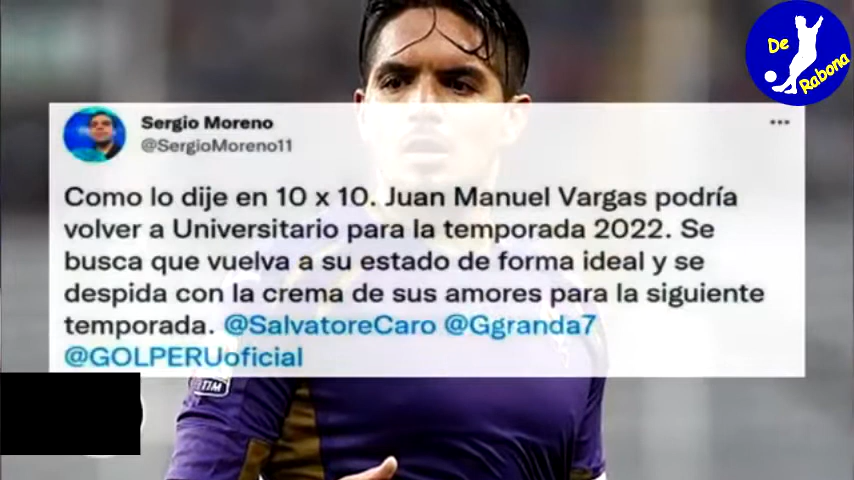 De
Rabona
Sergio Moreno
@SergioMoreno11
Como lo dije en 10 x 10. Juan Manuel Vargas podría
volver a Universitario para la temporada 2022. Se
busca que vuelva a su estado de forma ideal y se
despida con la crema de sus amores para la siguiente
temporada. @SalvatoreCaro @Ggranda7
@GOLPERUoficial
TIM